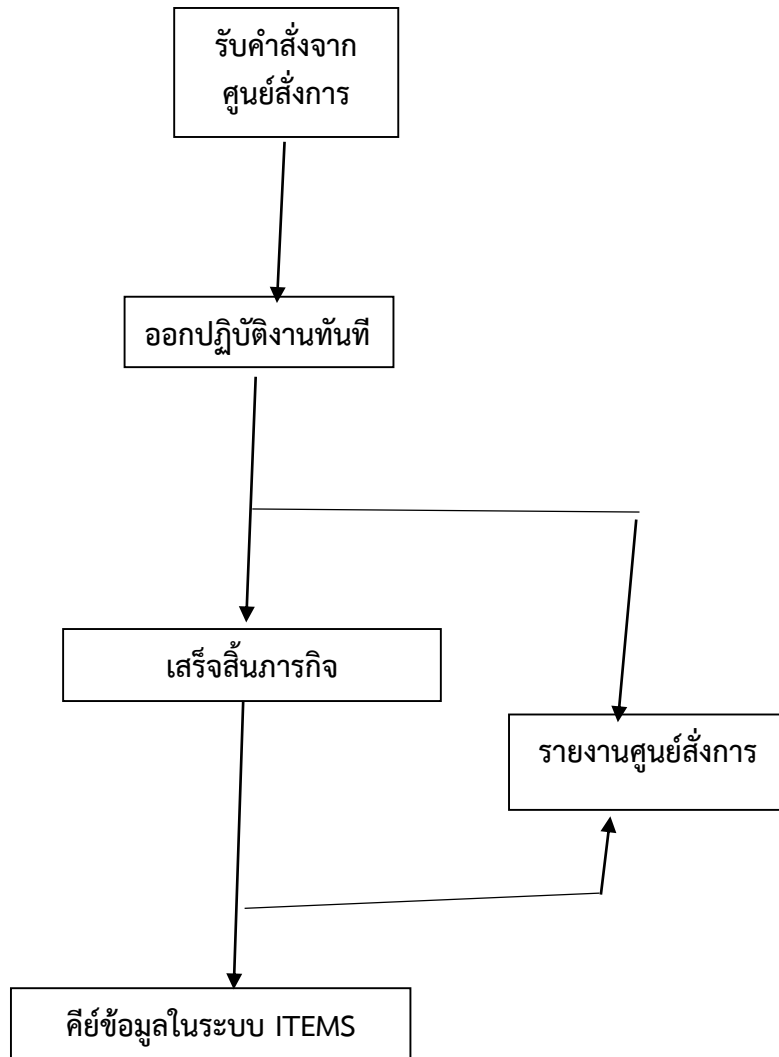 รับคำสั่งจาก
ศูนย์สั่งการ
ออกปฏิบัติงานทันที
เสร็จสิ้นภารกิจ
รายงานศูนย์สั่งการ
คีย์ข้อมูลในระบบ ITEMS